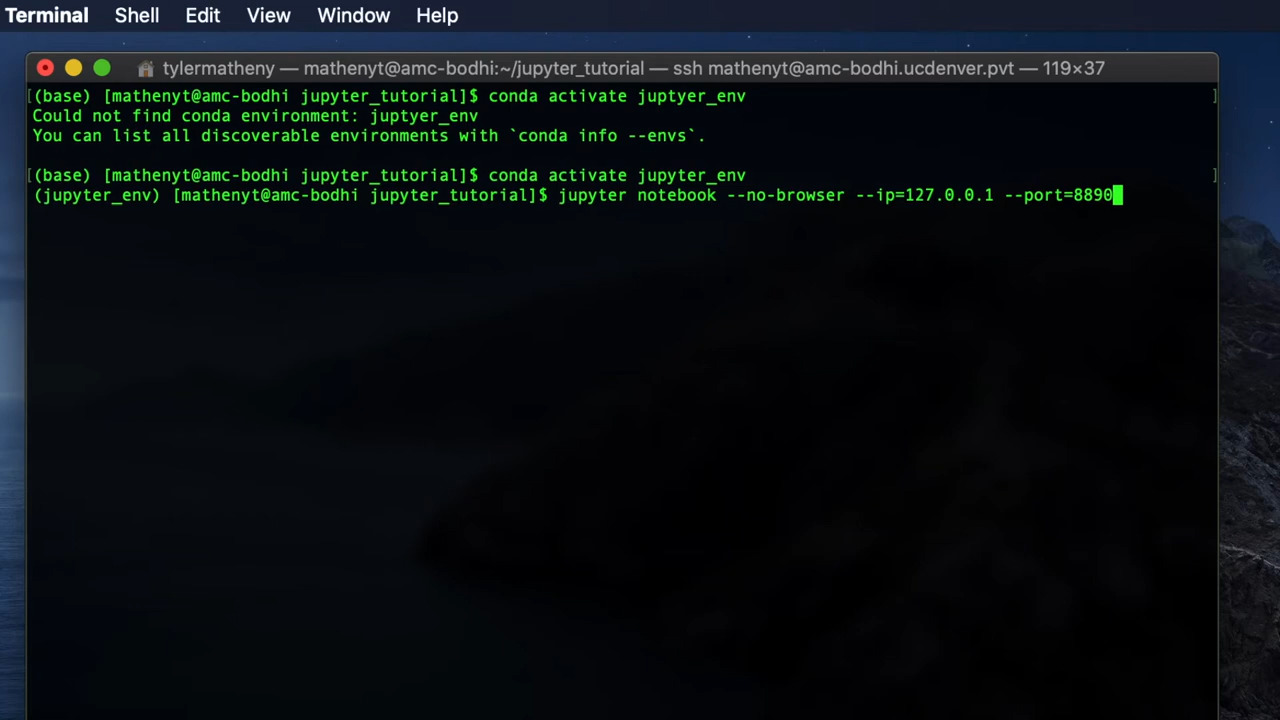 Terminal Shell Edit View Window Help
tylermatheny — mathenyt@amc-bodhi:~/jupyter_tutorial — ssh mathenyt@amc-bodhi.ucdenver.pvt — 119×37
[(base) [mathenyt@amc-bodhi jupyter_tutorial]$ conda activate juptyer_env ]
Could not find conda environment: juptyer_env
You can list all discoverable environments with `conda info --envs`.
[(base) [mathenyt@amc-bodhi jupyter_tutorial]$ conda activate jupyter_env ]
(jupyter_env) [mathenyt@amc-bodhi jupyter_tutorial]$ jupyter notebook --no-browser --ip=127.0.0.1 --port=8890